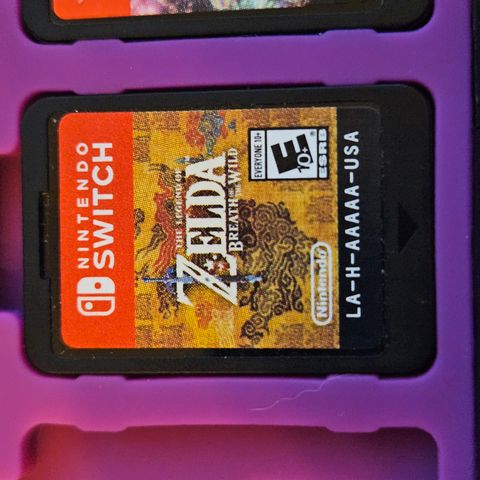 NINTENDO
SWITCH
THE LEGEND OF
ZELDA
BREATH OF THE WILD
EVERYONE 10+
E
10+
ESRB
Nintendo
LA-H-AAAAA-USA